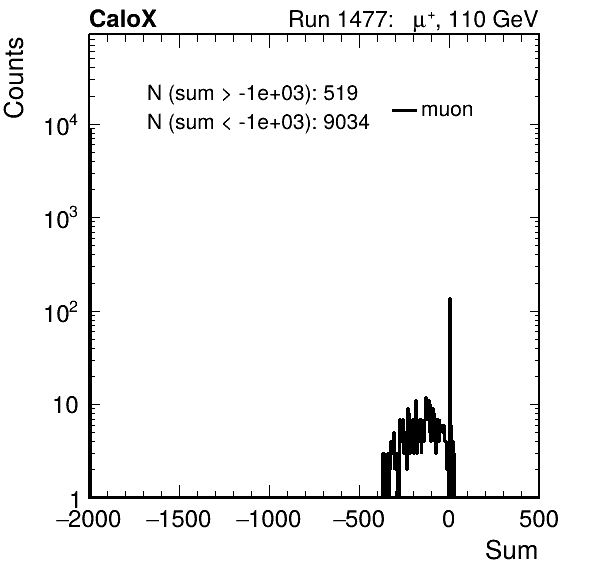 CaloX Run 1477: μ⁺, 110 GeV
Counts
N (sum > -1e+03): 519
N (sum < -1e+03): 9034
muon
10⁴
10³
10²
10
1
−2000 −1500 −1000 −500 0 500
Sum